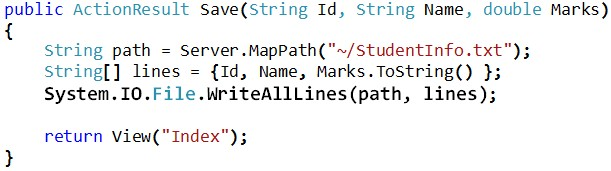 public ActionResult Save(String Id, String Name, double Marks)
{
    String path = Server.MapPath("~/StudentInfo.txt");
    String[] lines = {Id, Name, Marks.ToString() };
    System.IO.File.WriteAllLines(path, lines);

    return View("Index");
}